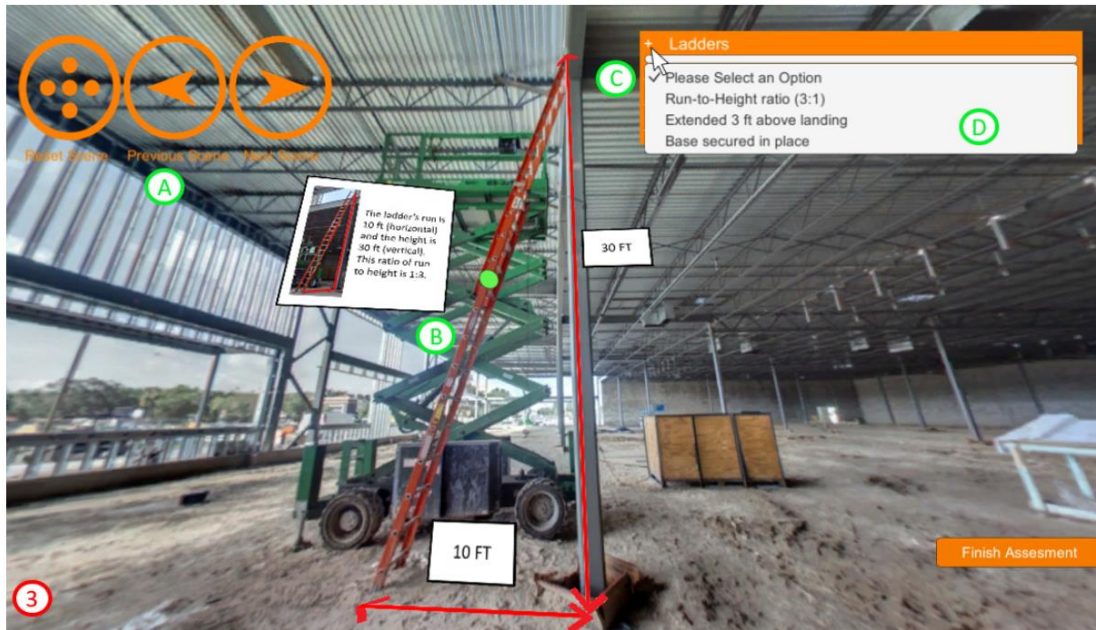 Reset Scene
Previous Scene
Next Scene
A
The ladder's run is
10 ft (horizontal)
and the height is
30 ft (vertical).
This ratio of run
to height is 1:3.
B
30 FT
10 FT
+ Ladders
C
Please Select an Option
Run-to-Height ratio (3:1)
Extended 3 ft above landing
Base secured in place
D
Finish Assesment
3